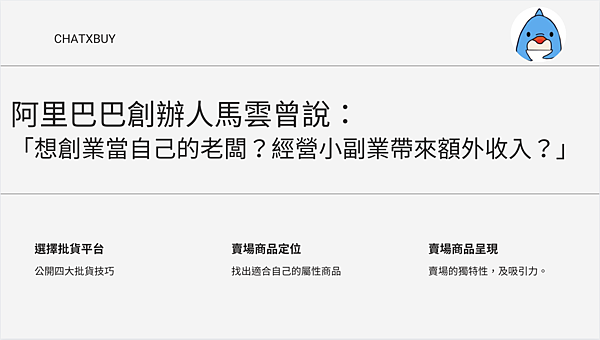 CHATXBUY
阿里巴巴創辦人馬雲曾說：
「想創業當自己的老闆？經營小副業帶來額外收入？」
選擇批貨平台
公開四大批貨技巧
賣場商品定位
找出適合自己的屬性商品
賣場商品呈現
賣場的獨特性，及吸引力。